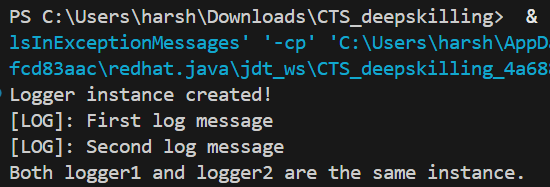 PS C:\Users\harsh\Downloads\CTS_deepskilling>  &
lsInExceptionMessages' '-cp' 'C:\Users\harsh\AppDa
fcd83aac\redhat.java\jdt_ws\CTS_deepskilling_4a68
Logger instance created!
[LOG]: First log message
[LOG]: Second log message
Both logger1 and logger2 are the same instance.